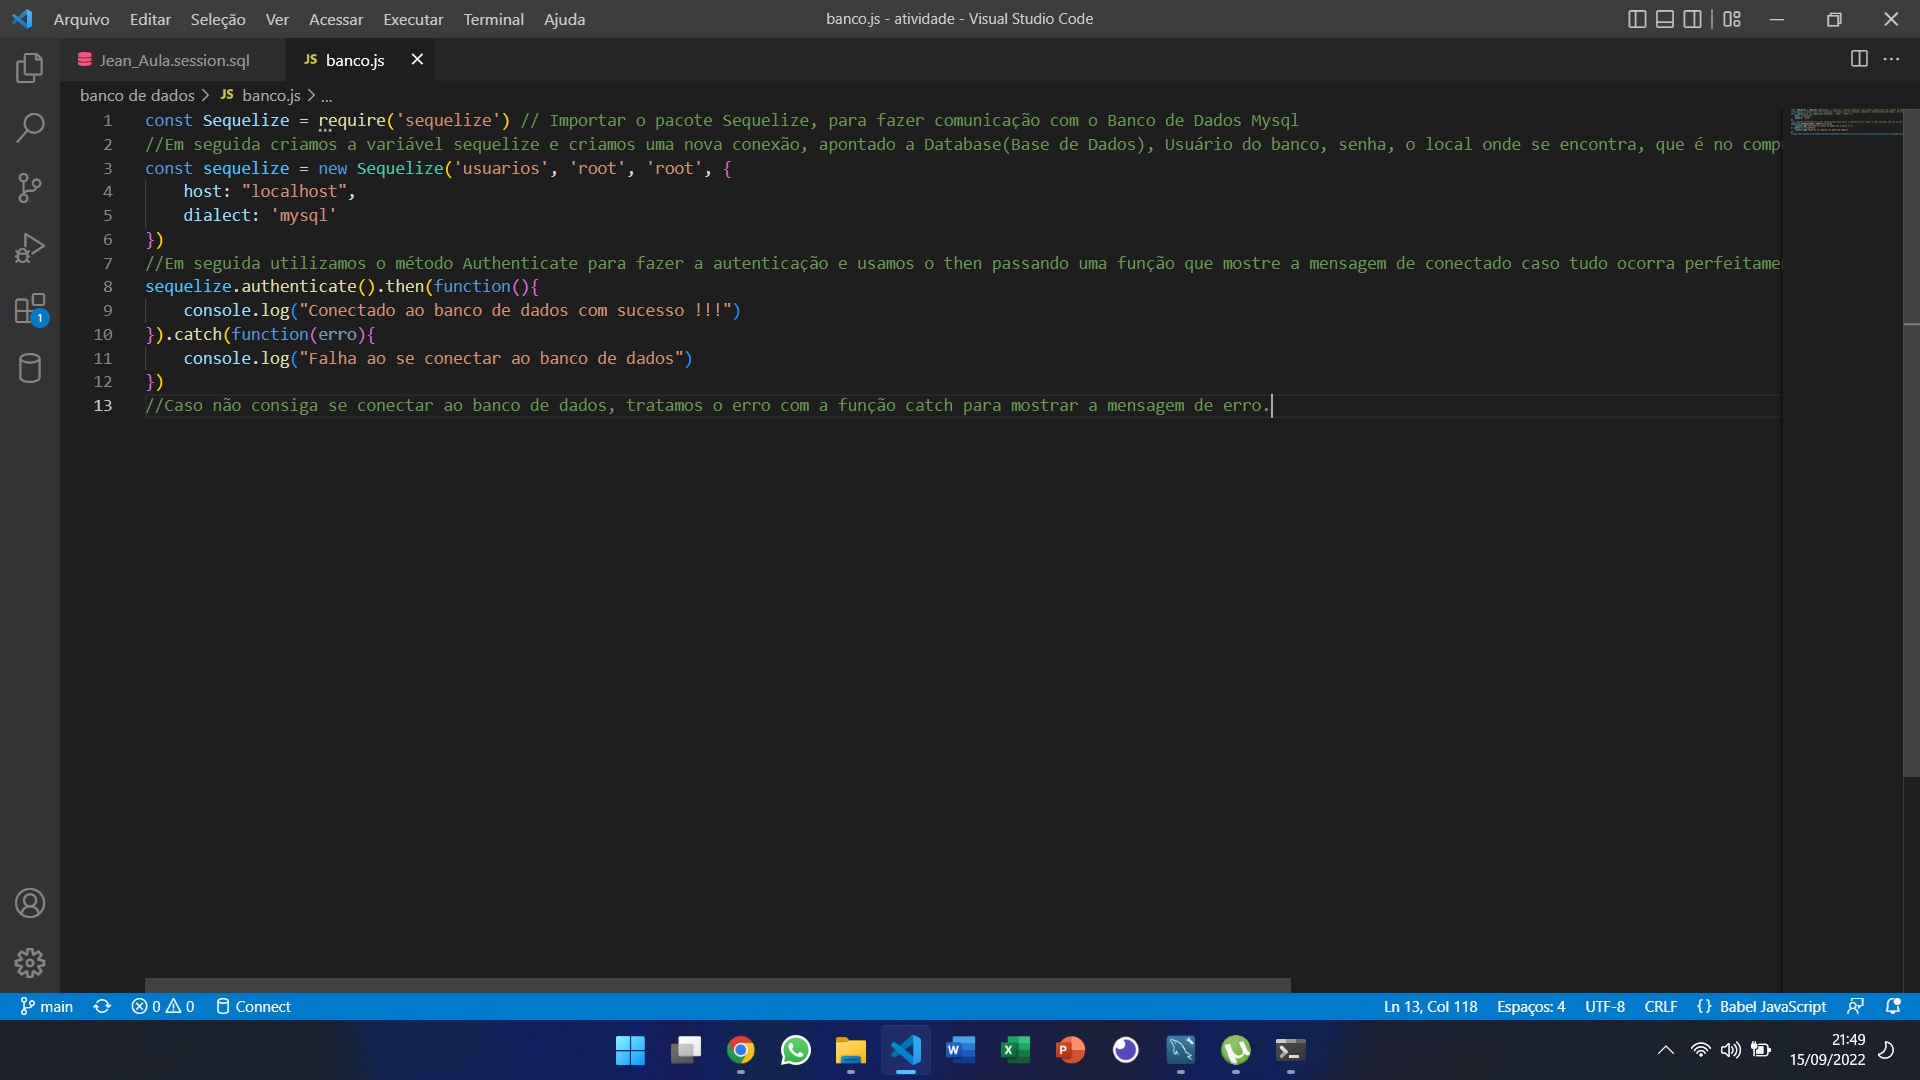 Arquivo Editar Seleção Ver Acessar Executar Terminal Ajuda
banco.js - atividade - Visual Studio Code
Jean_Aula.session.sql
JS banco.js
banco de dados > JS banco.js > ...
1 const Sequelize = require('sequelize') // Importar o pacote Sequelize, para fazer comunicação com o Banco de Dados Mysql
2 //Em seguida criamos a variável sequelize e criamos uma nova conexão, apontado a Database(Base de Dados), Usuário do banco, senha, o local onde se encontra, que é no comp
3 const sequelize = new Sequelize('usuarios', 'root', 'root', {
4 host: "localhost",
5 dialect: 'mysql'
6 })
7 //Em seguida utilizamos o método Authenticate para fazer a autenticação e usamos o then passando uma função que mostre a mensagem de conectado caso tudo ocorra perfeitame
8 sequelize.authenticate().then(function(){
9 console.log("Conectado ao banco de dados com sucesso !!!")
10 }).catch(function(erro){
11 console.log("Falha ao se conectar ao banco de dados")
12 })
13 //Caso não consiga se conectar ao banco de dados, tratamos o erro com a função catch para mostrar a mensagem de erro.
1
main 0 0 Connect
Ln 13, Col 118 Espaços: 4 UTF-8 CRLF {} Babel JavaScript
21:49
15/09/2022